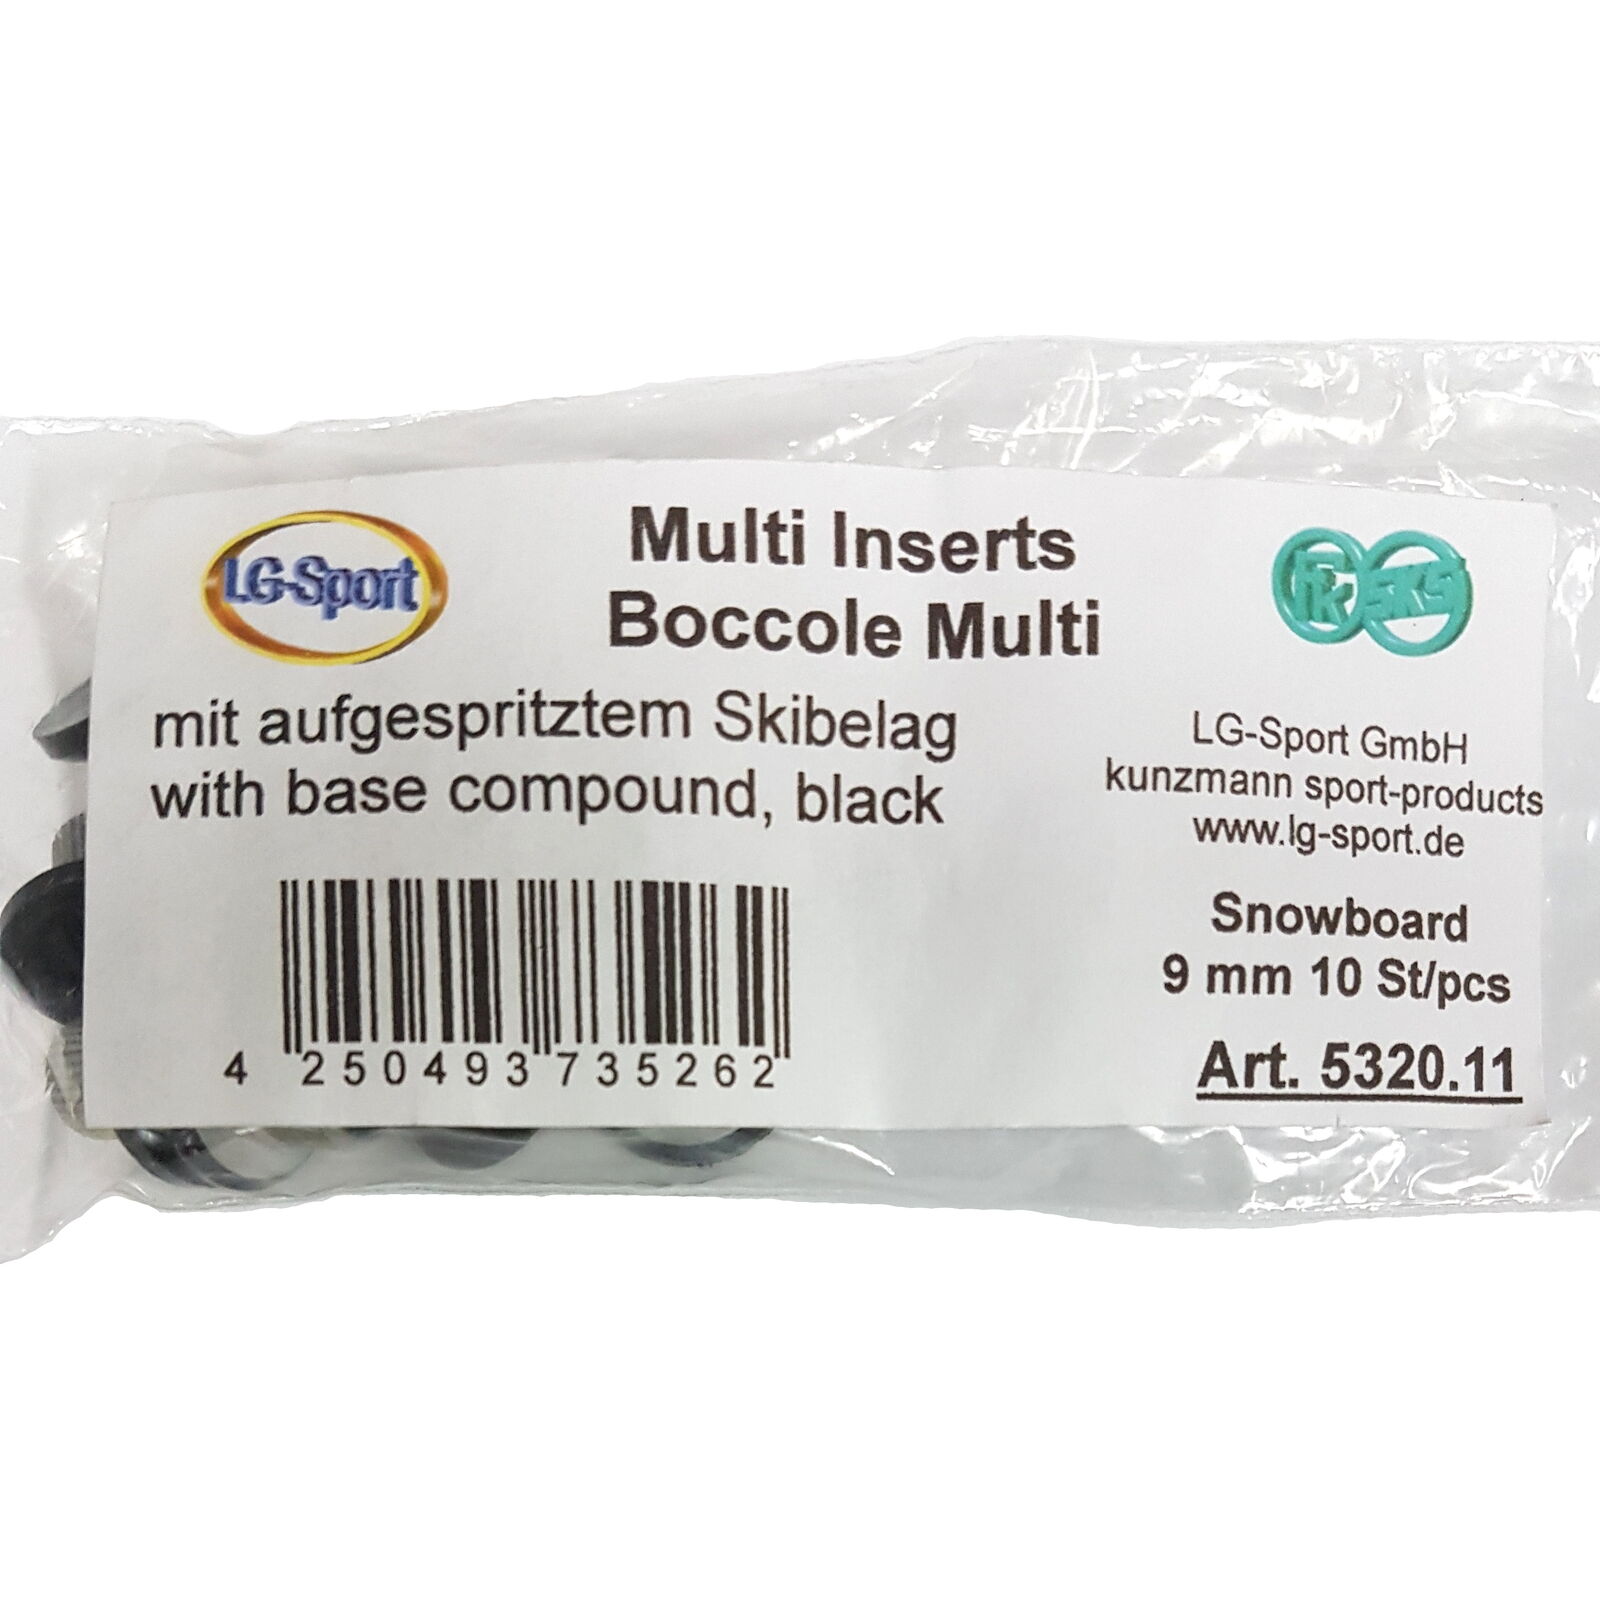 LG-Sport
Multi Inserts
Boccole Multi
mit aufgespritztem Skibelag
with base compound, black
4 250493 735262
SKS
LG-Sport GmbH
kunzmann sport-products
www.lg-sport.de
Snowboard
9 mm 10 St/pcs
Art. 5320.11